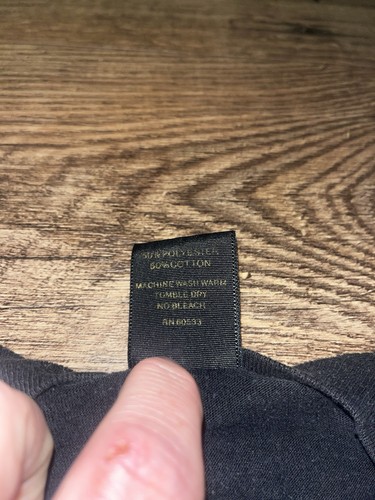 50% POLYESTER
50% COTTON
MACHINE WASH WARM
TUMBLE DRY
NO BLEACH
RN 60533